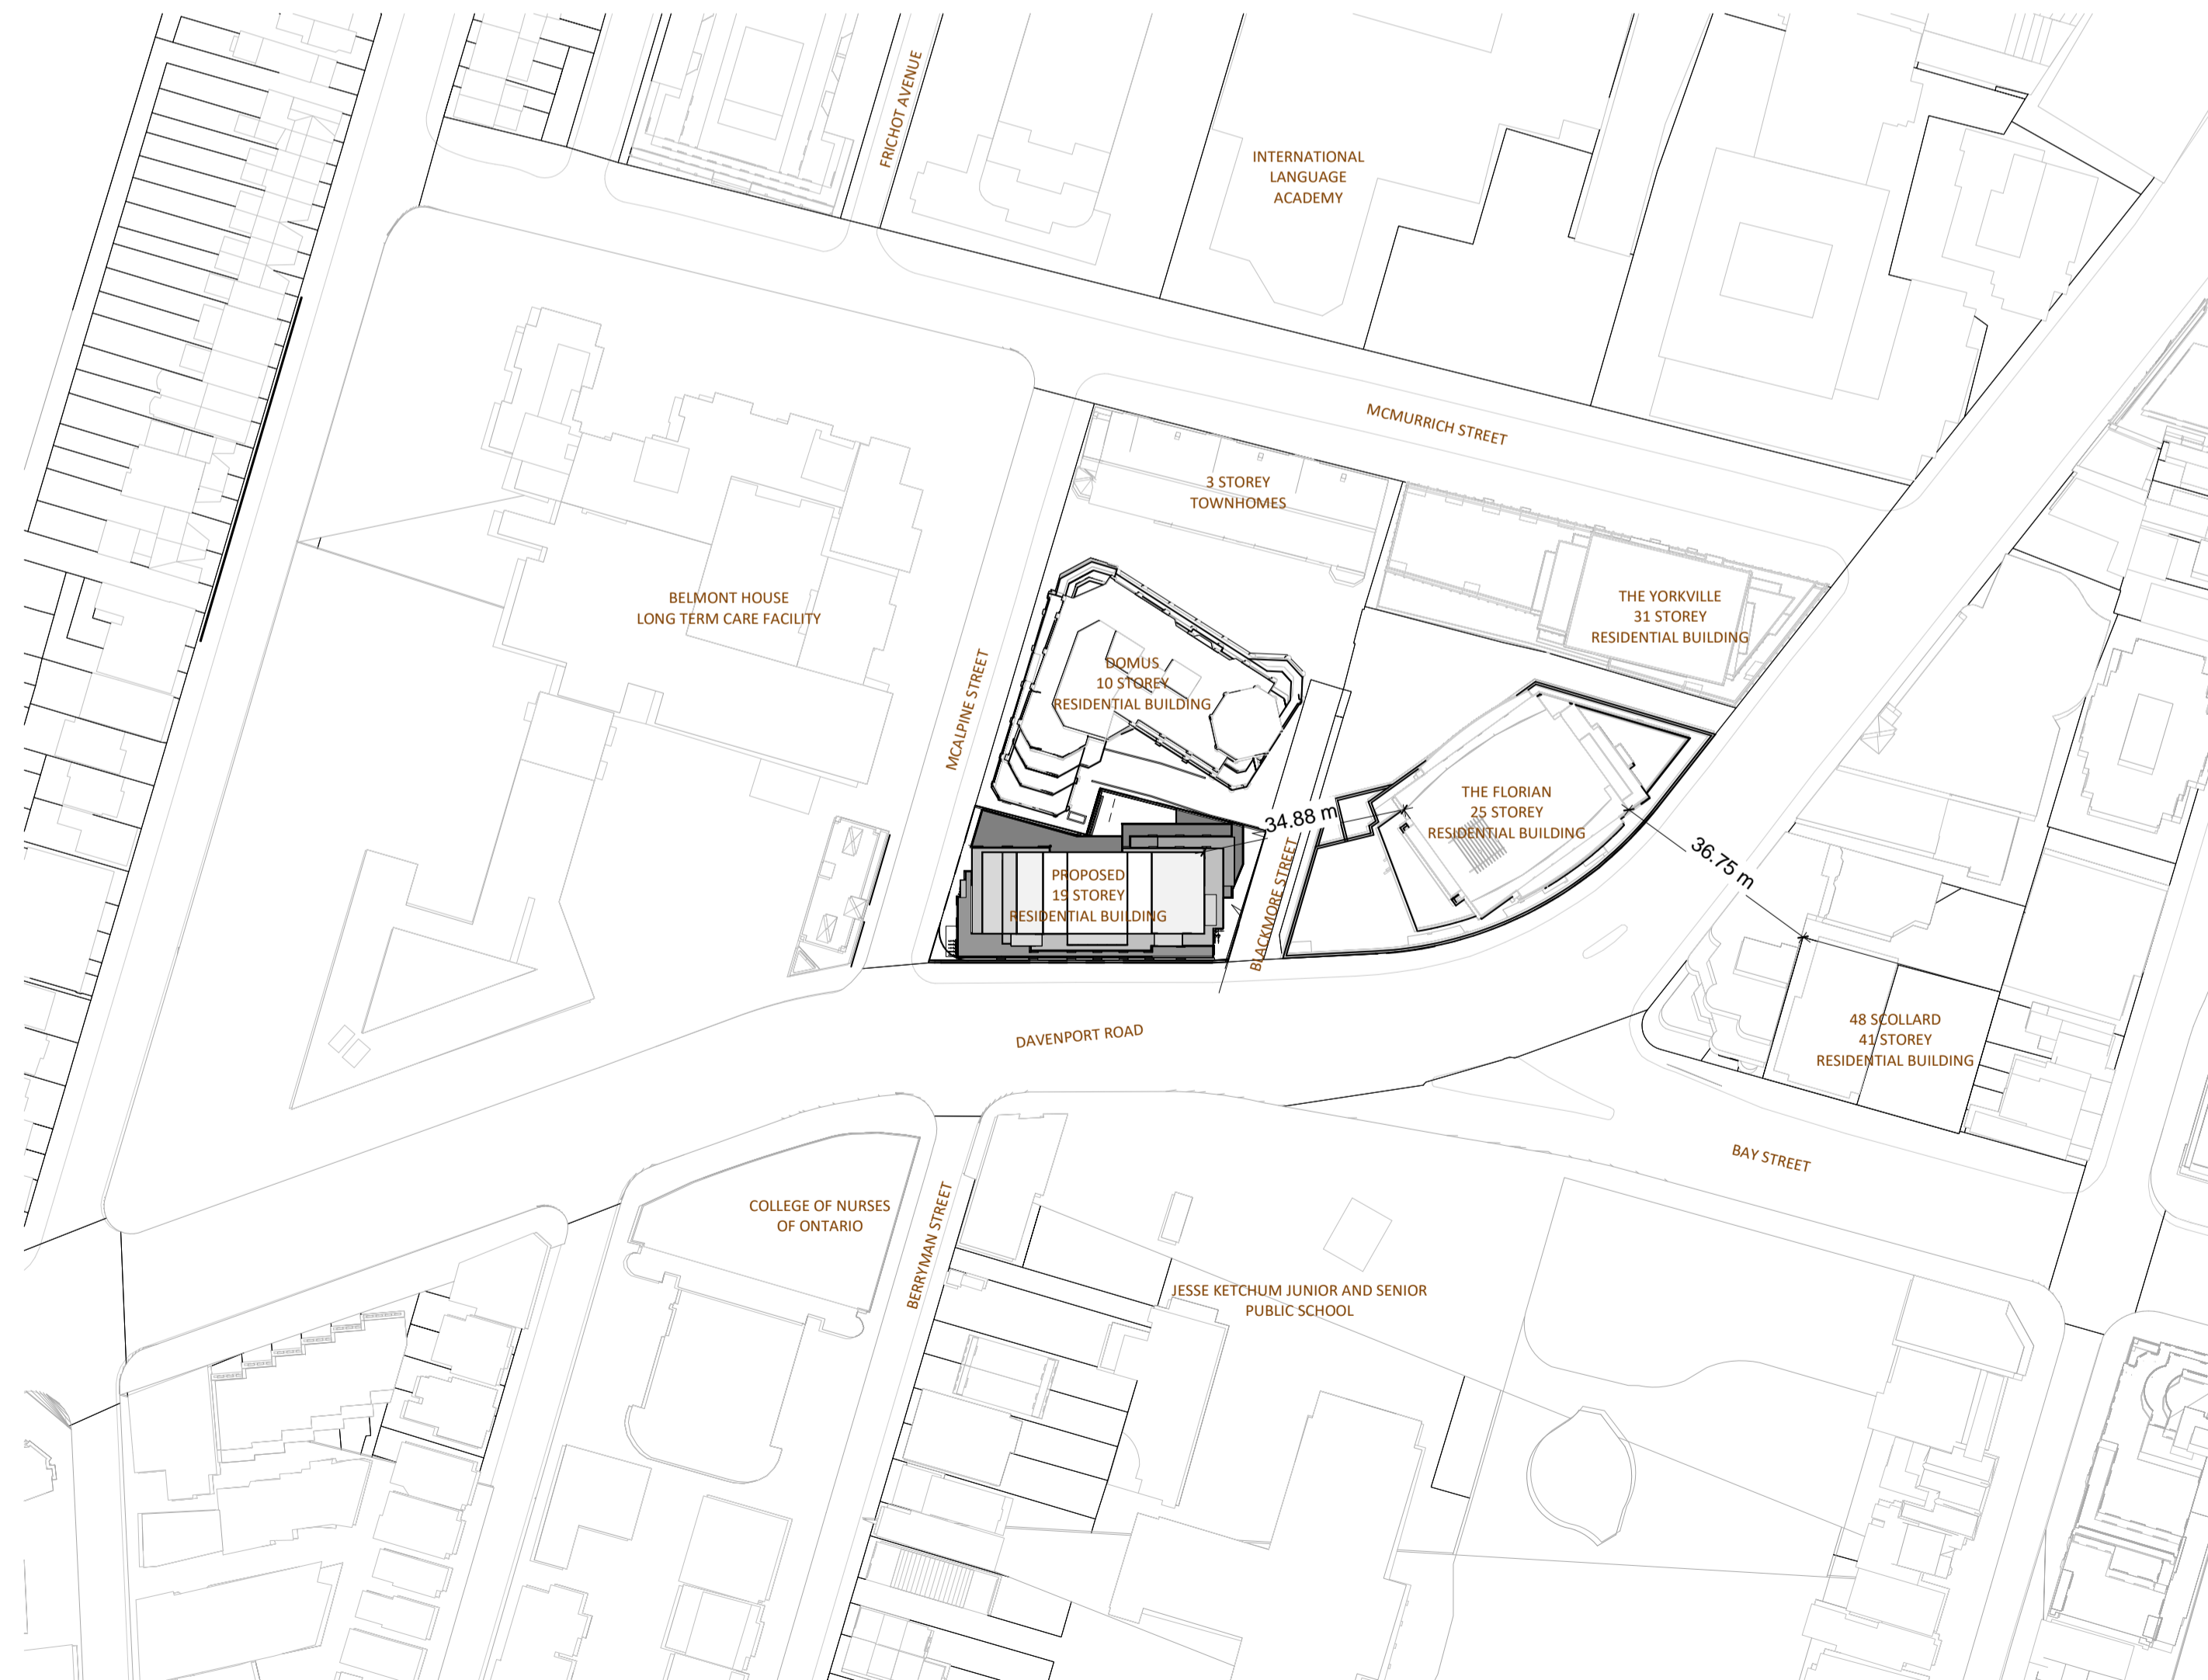 FRICHOT AVENUE
INTERNATIONAL
LANGUAGE
ACADEMY
MCMURRICH STREET
3 STOREY
TOWNHOMES
BELMONT HOUSE
LONG TERM CARE FACILITY
THE YORKVILLE
31 STOREY
RESIDENTIAL BUILDING
MCALPINE STREET
DOMUS
10 STOREY
RESIDENTIAL BUILDING
THE FLORIAN
25 STOREY
RESIDENTIAL BUILDING
34.88 m
36.75 m
PROPOSED
19 STOREY
RESIDENTIAL BUILDING
BLACKMORE STREET
DAVENPORT ROAD
48 SCOLLARD
41 STOREY
RESIDENTIAL BUILDING
BAY STREET
COLLEGE OF NURSES
OF ONTARIO
BERRYMAN STREET
JESSE KETCHUM JUNIOR AND SENIOR
PUBLIC SCHOOL